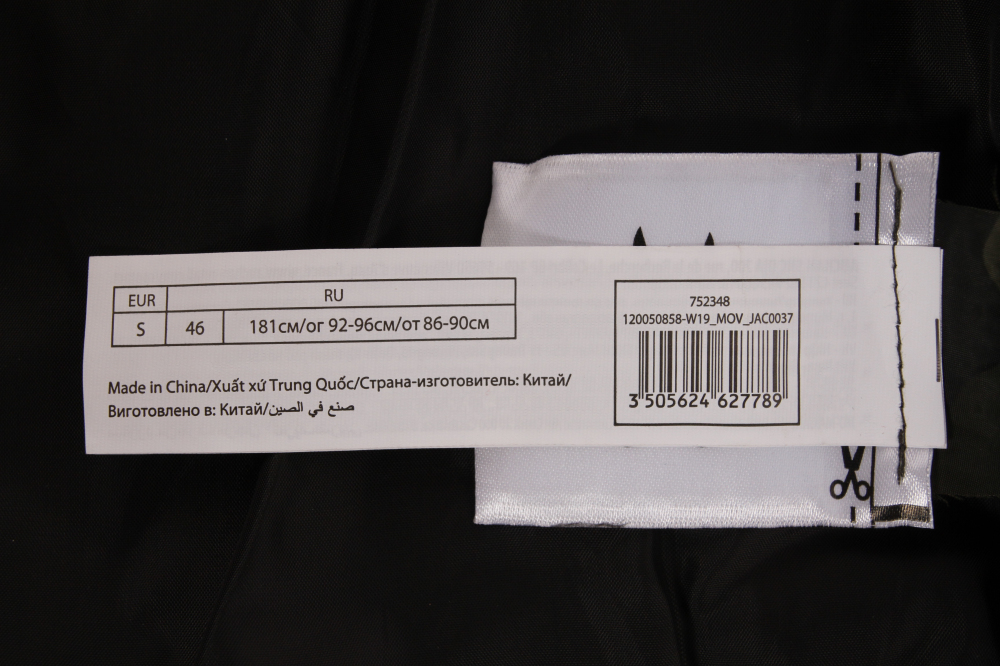 EUR RU
S 46 181см/ог 92-96см/от 86-90см
Made in China/Xuất xứ Trung Quốc/Страна-изготовитель: Китай/
Виготовлено в: Китай/صنع في الصين
752348
120050858-W19_MOV_JAC0037
3 505624 627789